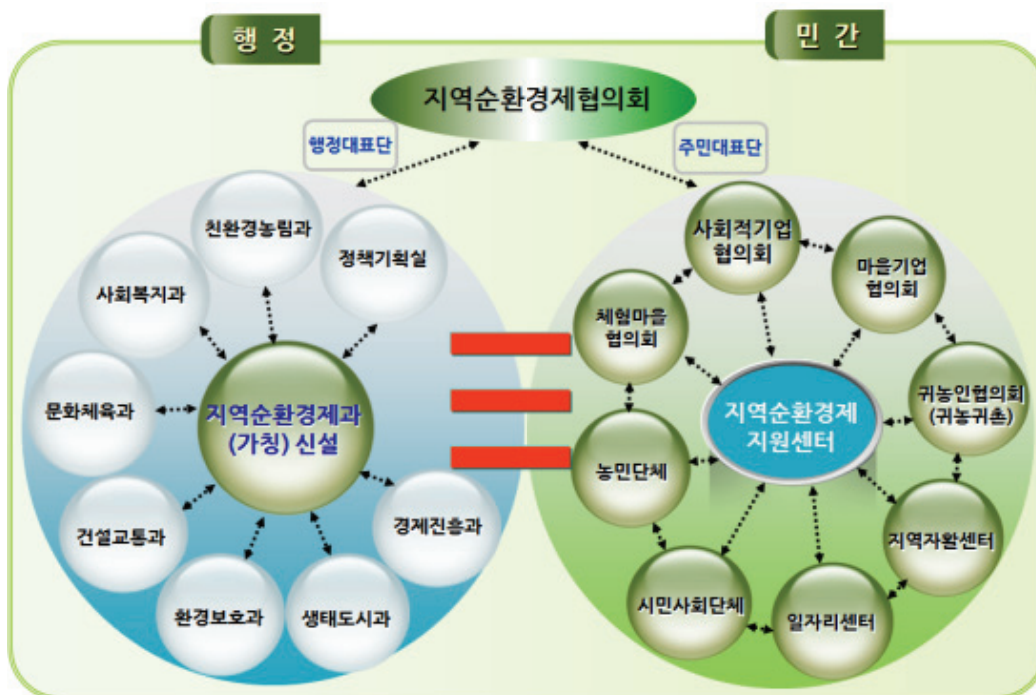 행 정
민 간
지역순환경제협의회
행정대표단
주민대표단
친환경농림과
정책기획실
사회복지과
문화체육과
건설교통과
환경보호과
생태도시과
경제진흥과
지역순환경제과
(가칭) 신설
사회적기업
협의회
마을기업
협의회
체험마을
협의회
귀농인협의회
(귀농귀촌)
농민단체
지역순환경제
지원센터
지역자활센터
시민사회단체
일자리센터